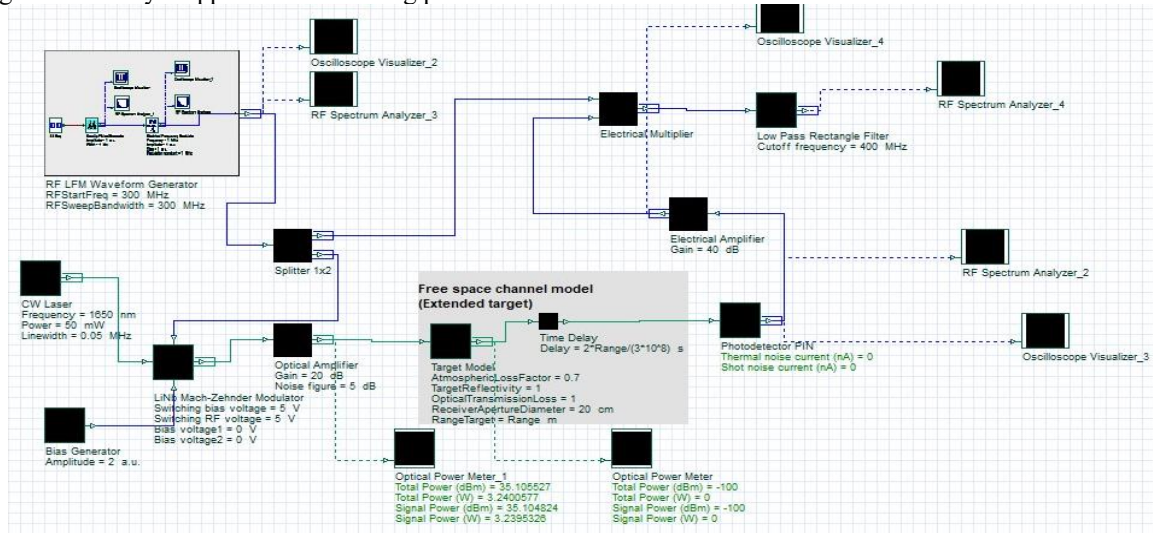 Oscilloscope Visualizer_4
Oscilloscope Visualizer_2
RF Spectrum Analyzer_3
RF Spectrum Analyzer_4
Electrical Multiplier
Low Pass Rectangle Filter
Cutoff frequency = 400 MHz
RF LFM Waveform Generator
RFStartFreq = 300 MHz
RFSweepBandwidth = 300 MHz
Splitter 1x2
Electrical Amplifier
Gain = 40 dB
RF Spectrum Analyzer_2
CW Laser
Frequency = 1650 nm
Power = 50 mW
Linewidth = 0.05 MHz
Free space channel model
(Extended target)
Time Delay
Delay = 2*Range/(3*10^8) s
Photodetector PIN
Thermal noise current (nA) = 0
Shot noise current (nA) = 0
Oscilloscope Visualizer_3
Optical Amplifier
Gain = 20 dB
Noise figure = 5 dB
Target Model
AtmosphericLossFactor = 0.7
TargetReflectivity = 1
OpticalTransmissionLoss = 1
ReceiverApertureDiameter = 20 cm
RangeTarget = Range m
LiNb Mach-Zehnder Modulator
Switching bias voltage = 5 V
Switching RF voltage = 5 V
Bias voltage1 = 0 V
Bias voltage2 = 0 V
Bias Generator
Amplitude = 2 a.u.
Optical Power Meter_1
Total Power (dBm) = 35.105527
Total Power (W) = 3.2400577
Signal Power (dBm) = 35.104824
Signal Power (W) = 3.2395326
Optical Power Meter
Total Power (dBm) = -100
Total Power (W) = 0
Signal Power (dBm) = -100
Signal Power (W) = 0